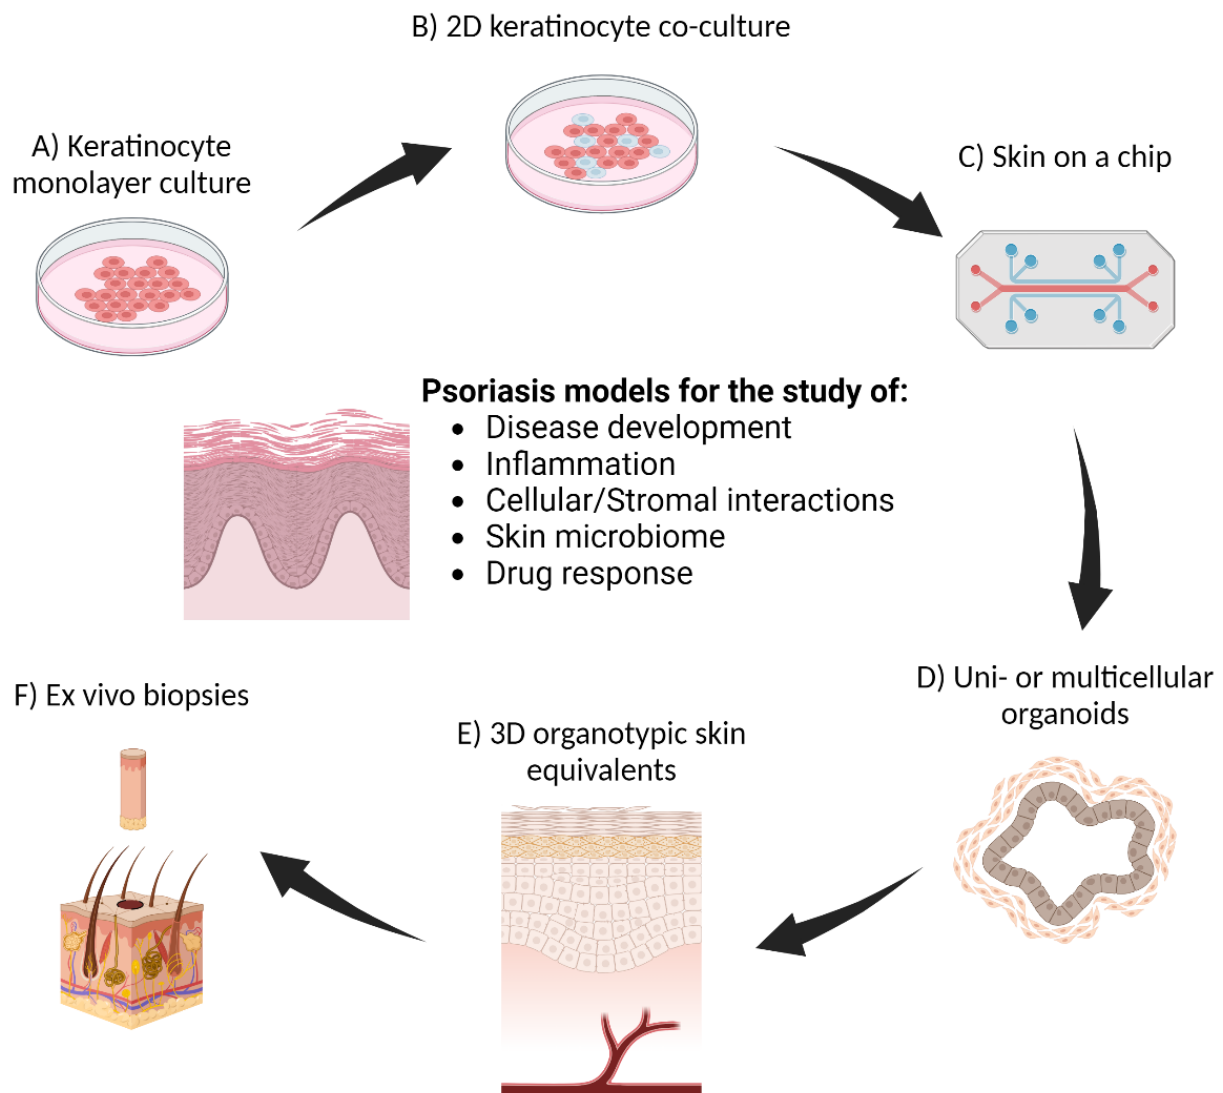 B) 2D keratinocyte co-culture
A) Keratinocyte
monolayer culture
C) Skin on a chip
Psoriasis models for the study of:
• Disease development
• Inflammation
• Cellular/Stromal interactions
• Skin microbiome
• Drug response
D) Uni- or multicellular
organoids
E) 3D organotypic skin
equivalents
F) Ex vivo biopsies